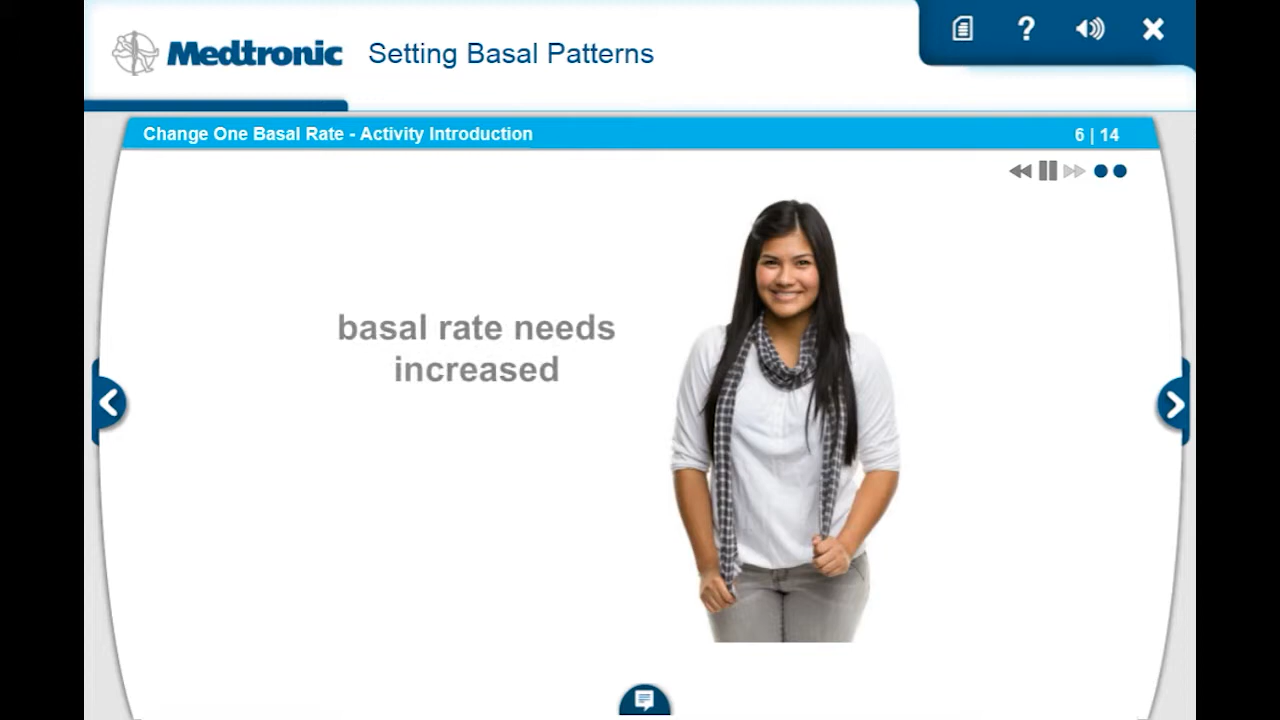 Medtronic
Setting Basal Patterns
?
Change One Basal Rate - Activity Introduction
6 | 14
basal rate needs
increased